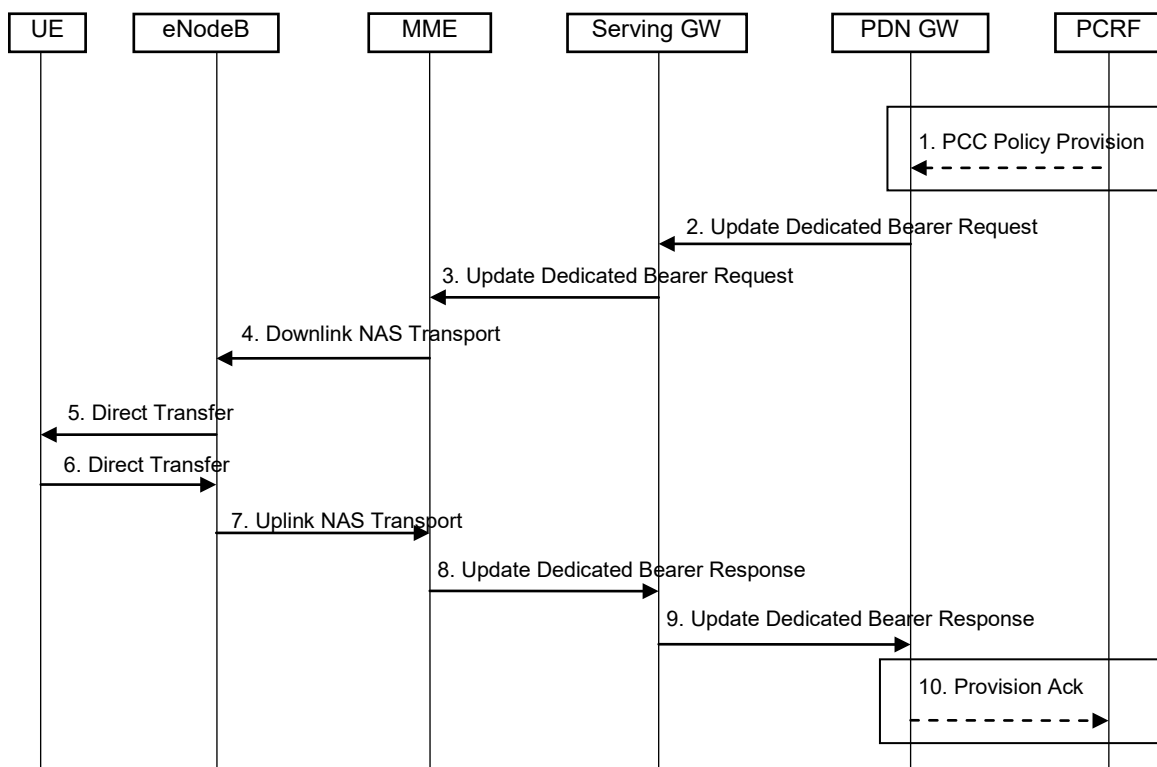 UE
eNodeB
MME
Serving GW
PDN GW
PCRF
1. PCC Policy Provision
2. Update Dedicated Bearer Request
3. Update Dedicated Bearer Request
4. Downlink NAS Transport
5. Direct Transfer
6. Direct Transfer
7. Uplink NAS Transport
8. Update Dedicated Bearer Response
9. Update Dedicated Bearer Response
10. Provision Ack